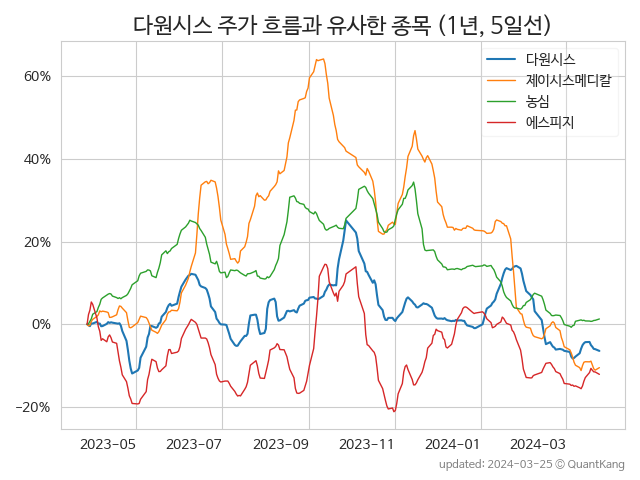 다원시스 주가 흐름과 유사한 종목 (1년, 5일선)
다원시스
제이시스메디칼
농심
에스피지
60%
40%
20%
0%
−20%
2023−05
2023−07
2023−09
2023−11
2024−01
2024−03
updated: 2024−03−25 ⓒ QuantKang